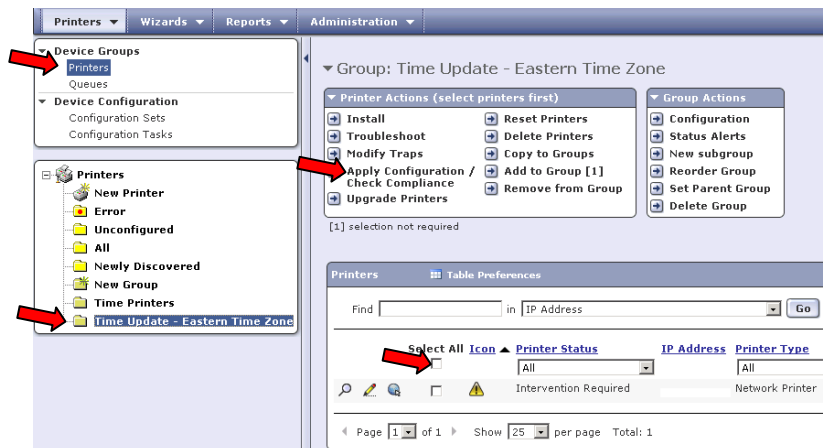 Printers Wizards Reports Administration
Device Groups
Printers
Queues
Device Configuration
Configuration Sets
Configuration Tasks
Printers
New Printer
Error
Unconfigured
All
Newly Discovered
New Group
Time Printers
Time Update - Eastern Time Zone
Group: Time Update - Eastern Time Zone
Printer Actions (select printers first)
Install
Troubleshoot
Modify Traps
Apply Configuration /
Check Compliance
Upgrade Printers
Reset Printers
Delete Printers
Copy to Groups
Add to Group [1]
Remove from Group
Group Actions
Configuration
Status Alerts
New subgroup
Reorder Group
Set Parent Group
Delete Group
[1] selection not required
Printers Table Preferences
Find in IP Address Go
Select All Icon Printer Status IP Address Printer Type
All All
Intervention Required Network Printer
Page 1 of 1 Show 25 per page Total: 1